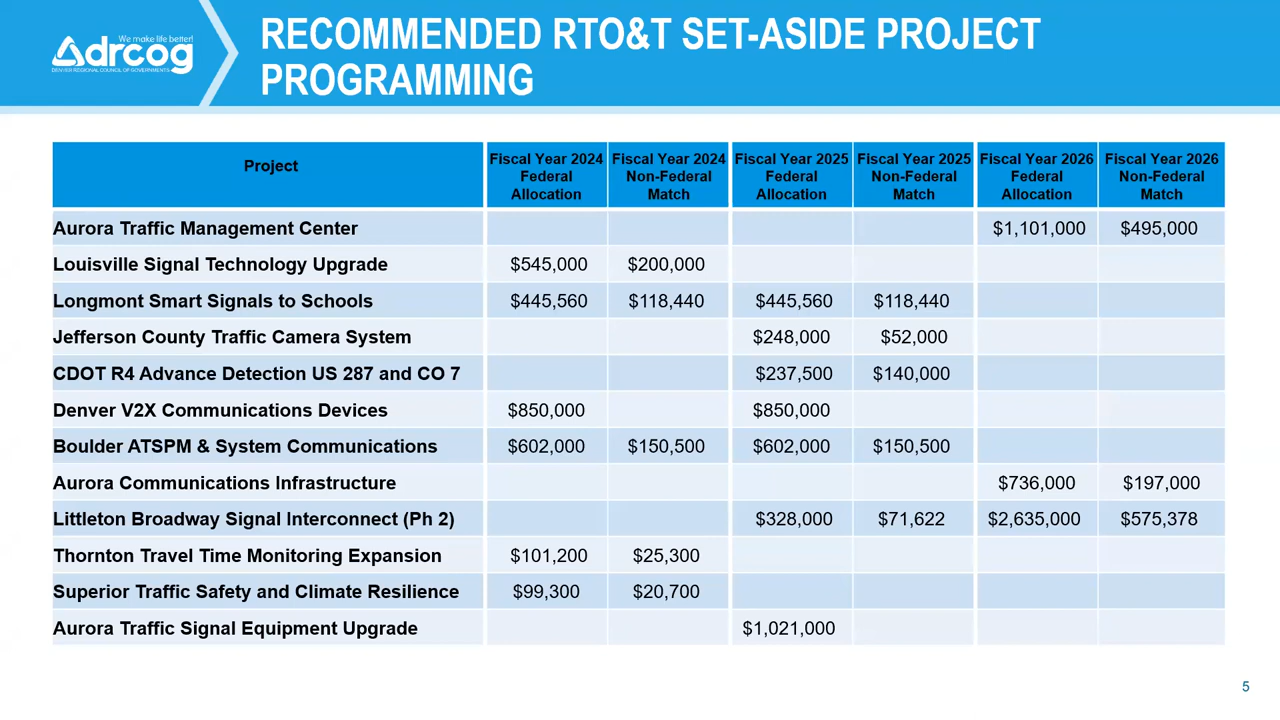 We make life better!
drcog
DENVER REGIONAL COUNCIL OF GOVERNMENTS
RECOMMENDED RTO&T SET-ASIDE PROJECT
PROGRAMMING
Project
Fiscal Year 2024 Federal Allocation
Fiscal Year 2024 Non-Federal Match
Fiscal Year 2025 Federal Allocation
Fiscal Year 2025 Non-Federal Match
Fiscal Year 2026 Federal Allocation
Fiscal Year 2026 Non-Federal Match
Aurora Traffic Management Center $1,101,000 $495,000
Louisville Signal Technology Upgrade $545,000 $200,000
Longmont Smart Signals to Schools $445,560 $118,440 $445,560 $118,440
Jefferson County Traffic Camera System $248,000 $52,000
CDOT R4 Advance Detection US 287 and CO 7 $237,500 $140,000
Denver V2X Communications Devices $850,000 $850,000
Boulder ATSPM & System Communications $602,000 $150,500 $602,000 $150,500
Aurora Communications Infrastructure $736,000 $197,000
Littleton Broadway Signal Interconnect (Ph 2) $328,000 $71,622 $2,635,000 $575,378
Thornton Travel Time Monitoring Expansion $101,200 $25,300
Superior Traffic Safety and Climate Resilience $99,300 $20,700
Aurora Traffic Signal Equipment Upgrade $1,021,000
5